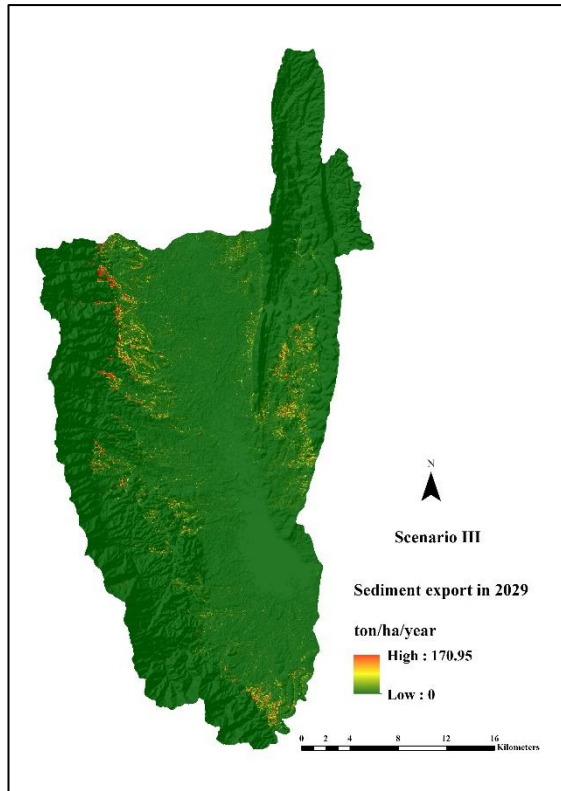 N
Scenario III
Sediment export in 2029
ton/ha/year
High : 170.95
Low : 0
0 2 4 8 12 16
Kilometers